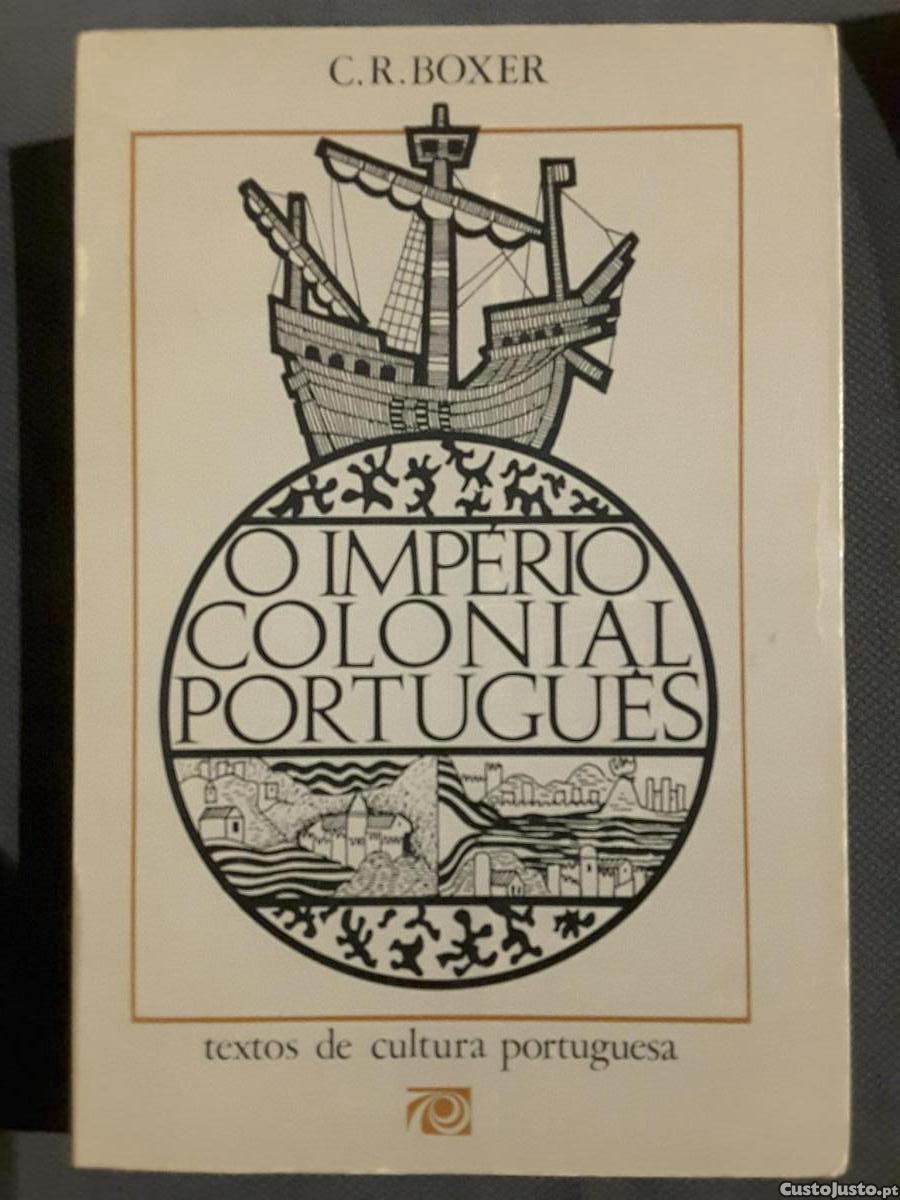 C.R.BOXER
O IMPÉRIO
COLONIAL
PORTUGUÊS
textos de cultura portuguesa
CustoJusto.pt